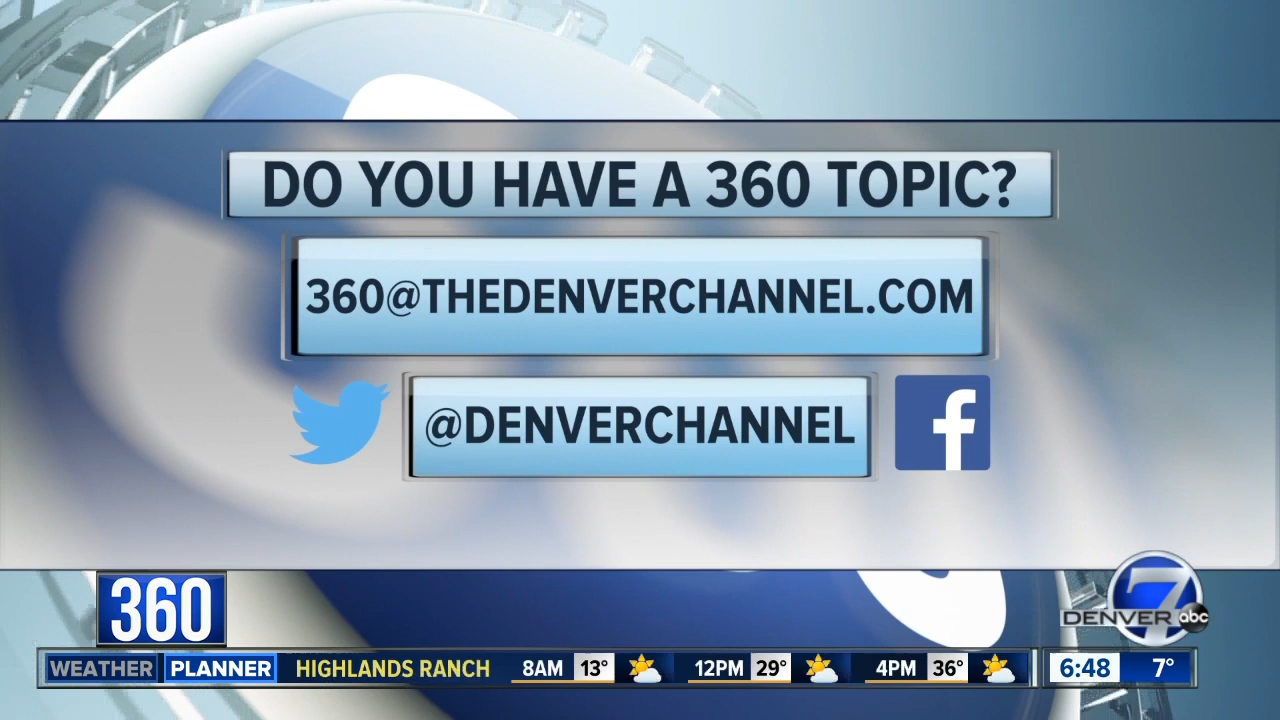 DO YOU HAVE A 360 TOPIC?
360@THEDENVERCHANNEL.COM
@DENVERCHANNEL
f
360
DENVER 7 abc
WEATHER PLANNER HIGHLANDS RANCH 8AM 13° 12PM 29° 4PM 36° 6:48 7°